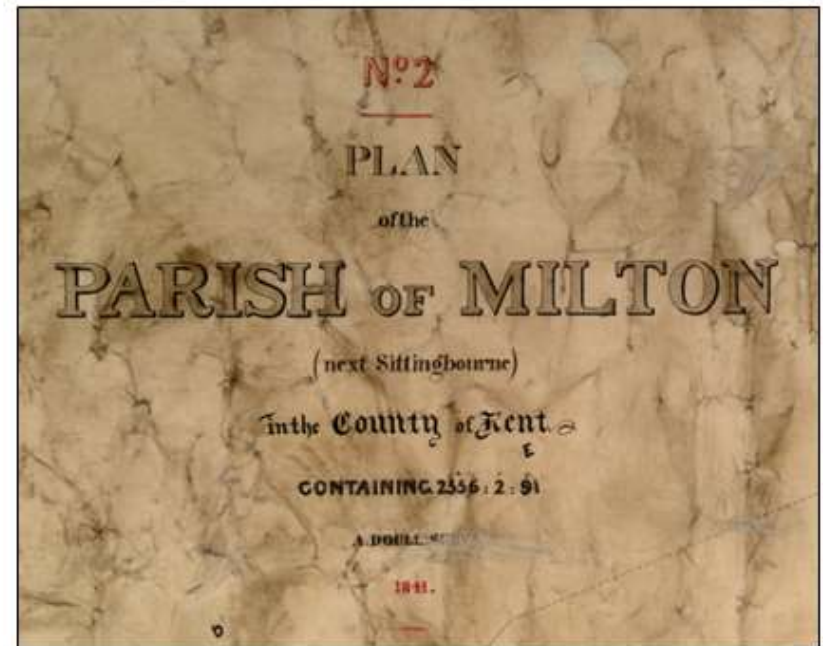 No. 2
PLAN
of the
PARISH OF MILTON
(next Sittingbourne)
in the County of Kent
E
CONTAINING 2556 : 2 : 91
A DOULL
D